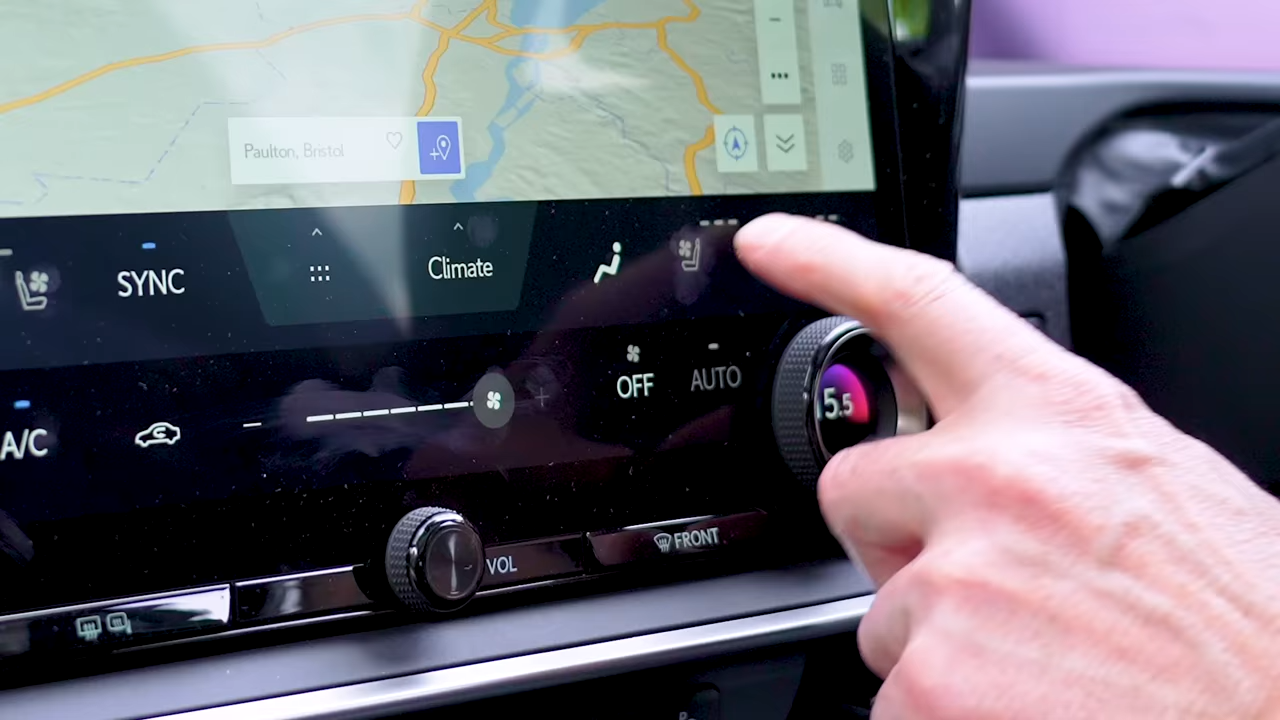 Paulton, Bristol
SYNC
Climate
OFF
AUTO
5.5
A/C
VOL
FRONT